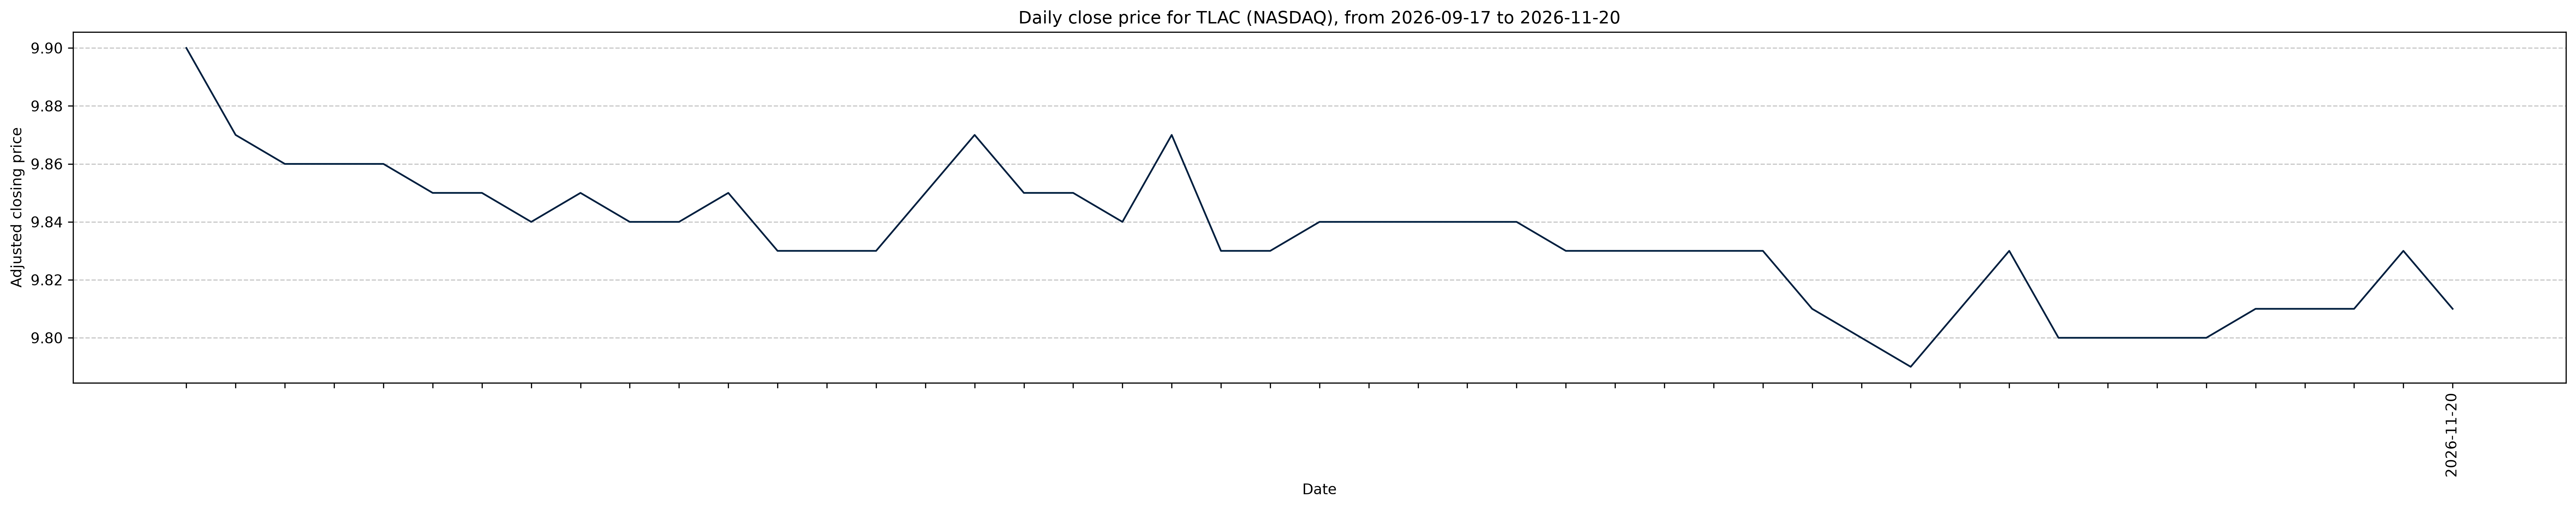 Daily close price for TLAC (NASDAQ), from 2026-09-17 to 2026-11-20
Adjusted closing price
9.90
9.88
9.86
9.84
9.82
9.80
2026-11-20
Date